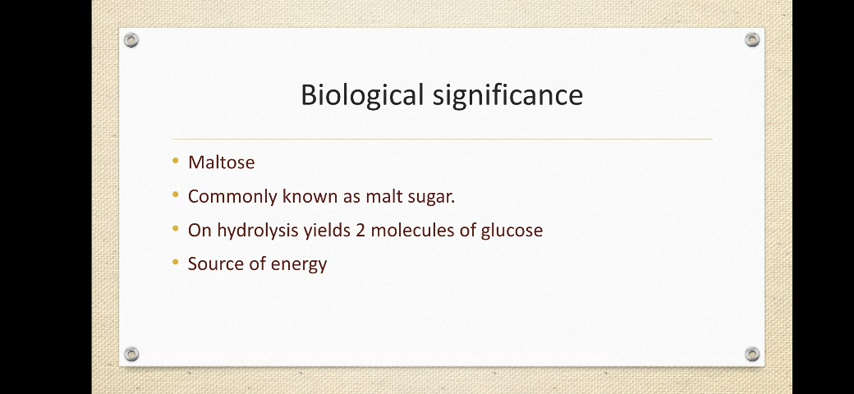 Biological significance
Maltose
Commonly known as malt sugar.
On hydrolysis yields 2 molecules of glucose
Source of energy